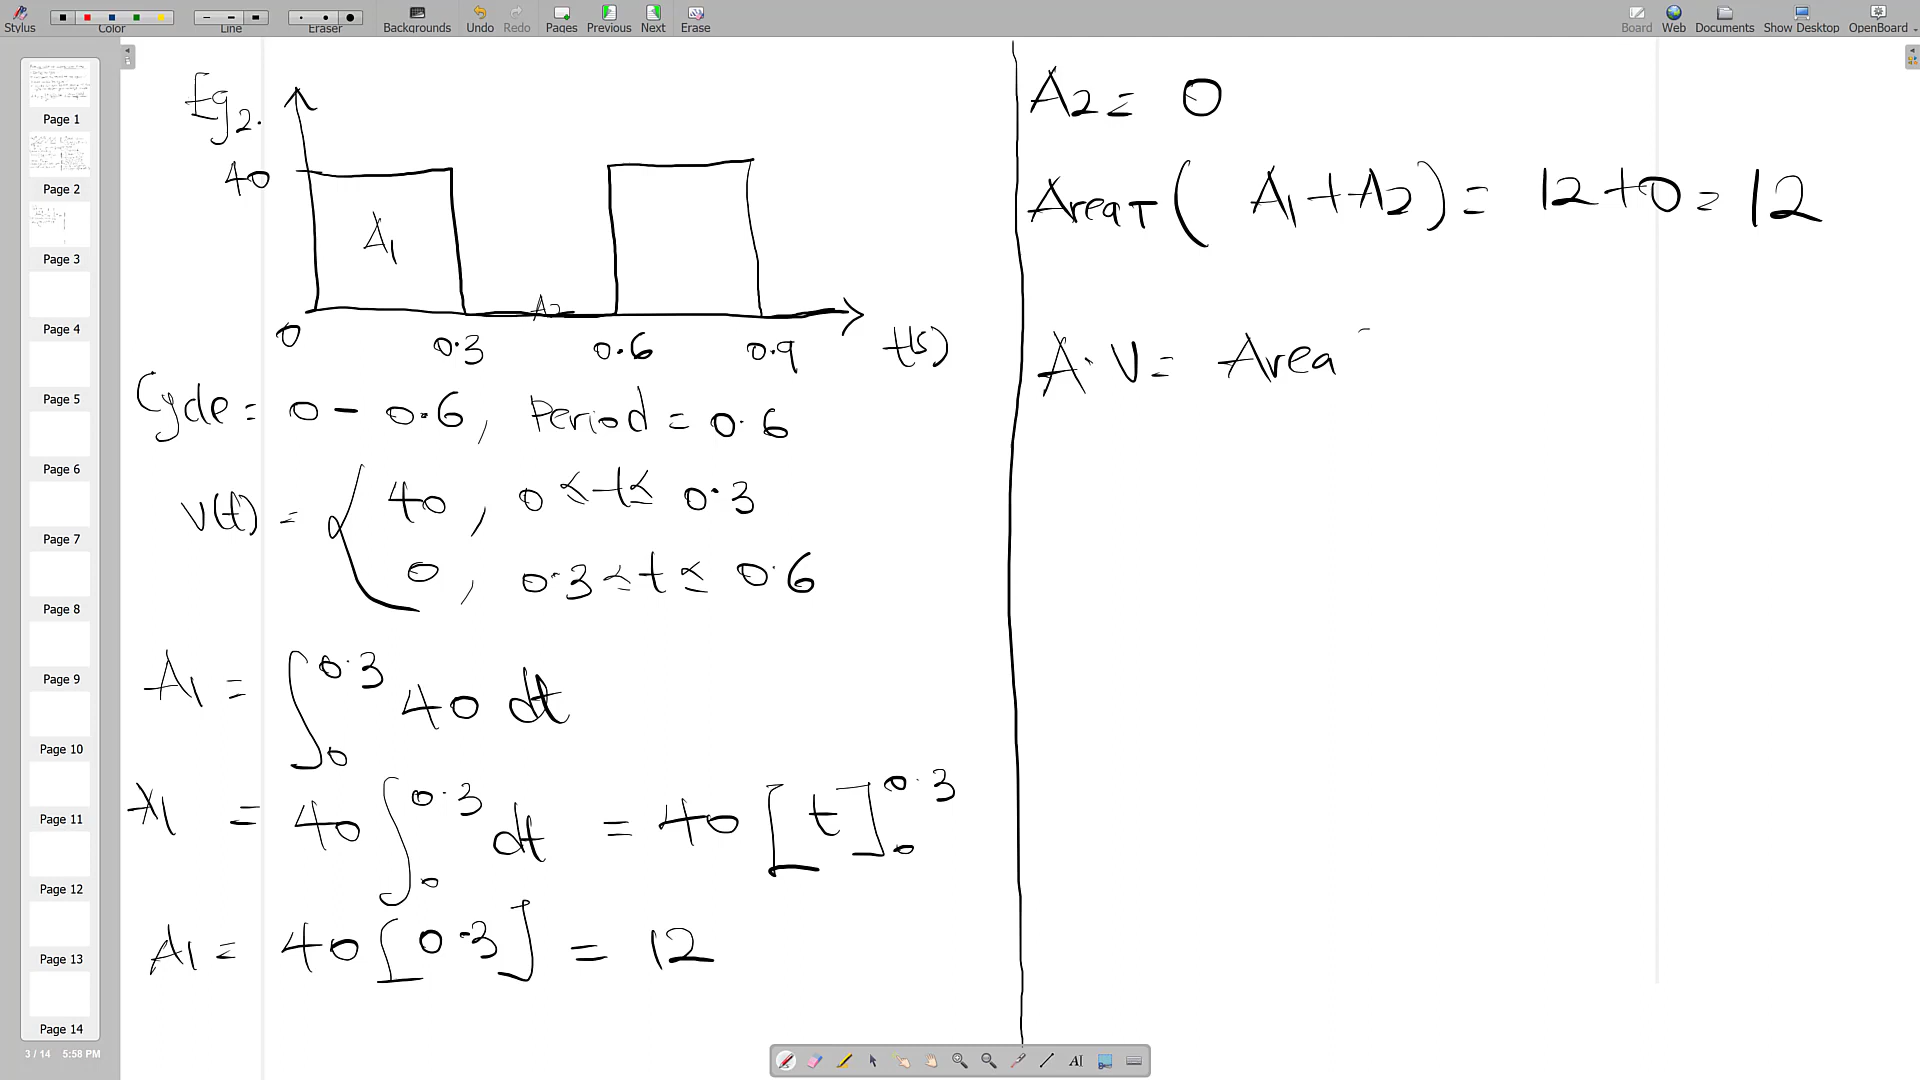 Stylus
Color
Line
Eraser
Backgrounds
Undo
Redo
Pages
Previous
Next
Erase
Board
Web
Documents
Show Desktop
OpenBoard
Page 1
Page 2
Page 3
Page 4
Page 5
Page 6
Page 7
Page 8
Page 9
Page 10
Page 11
Page 12
Page 13
Page 14
3 / 14 5:58 PM
Eg2.
40
A1
A2
0 0.3 0.6 0.9 t(s)
Cycle = 0 - 0.6, Period = 0.6
v(t) = { 40, 0 ≤ t ≤ 0.3
0, 0.3 ≤ t ≤ 0.6
A1 = ∫₀^0.3 40 dt
A1 = 40 ∫₀^0.3 dt = 40 [t]₀^0.3
A1 = 40 [0.3] = 12
A2 = 0
AreaT (A1 + A2) = 12 + 0 = 12
A.V = Area
AI